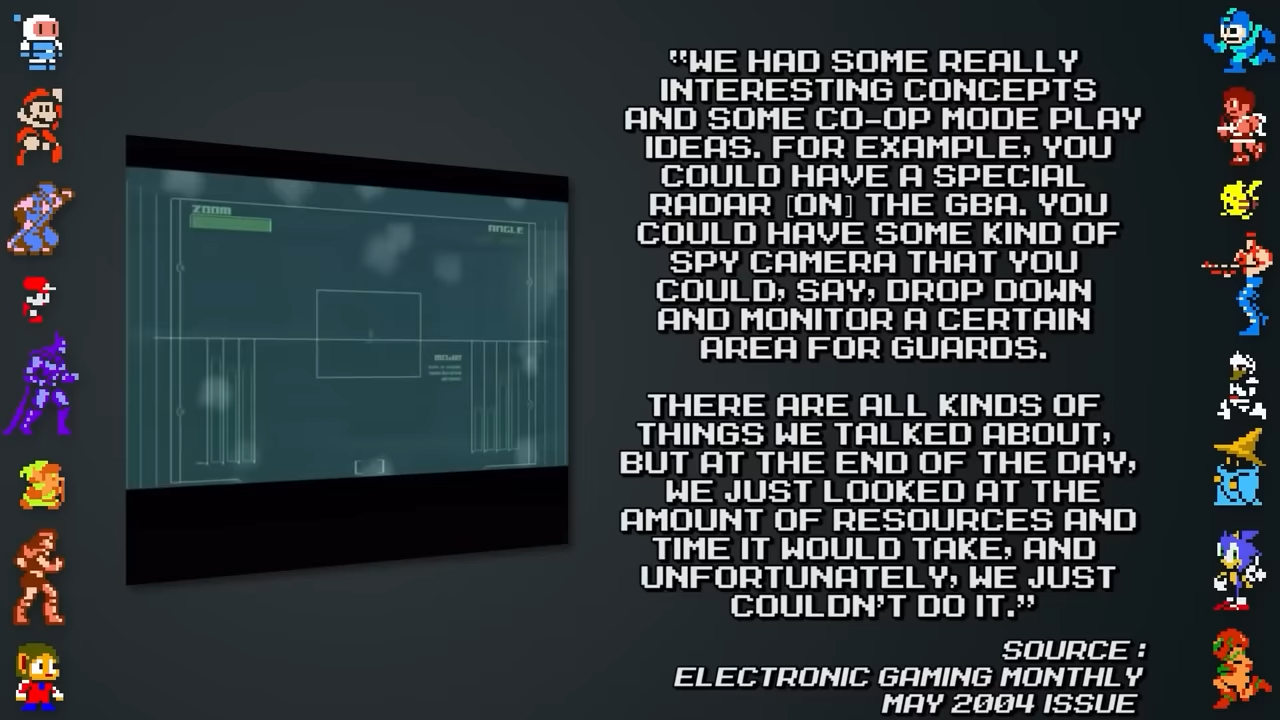 ZOOM
ANGLE
"WE HAD SOME REALLY
INTERESTING CONCEPTS
AND SOME CO-OP MODE PLAY
IDEAS. FOR EXAMPLE, YOU
COULD HAVE A SPECIAL
RADAR [ON] THE GBA. YOU
COULD HAVE SOME KIND OF
SPY CAMERA THAT YOU
COULD, SAY, DROP DOWN
AND MONITOR A CERTAIN
AREA FOR GUARDS.
THERE ARE ALL KINDS OF
THINGS WE TALKED ABOUT,
BUT AT THE END OF THE DAY,
WE JUST LOOKED AT THE
AMOUNT OF RESOURCES AND
TIME IT WOULD TAKE, AND
UNFORTUNATELY, WE JUST
COULDN'T DO IT."
SOURCE :
ELECTRONIC GAMING MONTHLY
MAY 2004 ISSUE